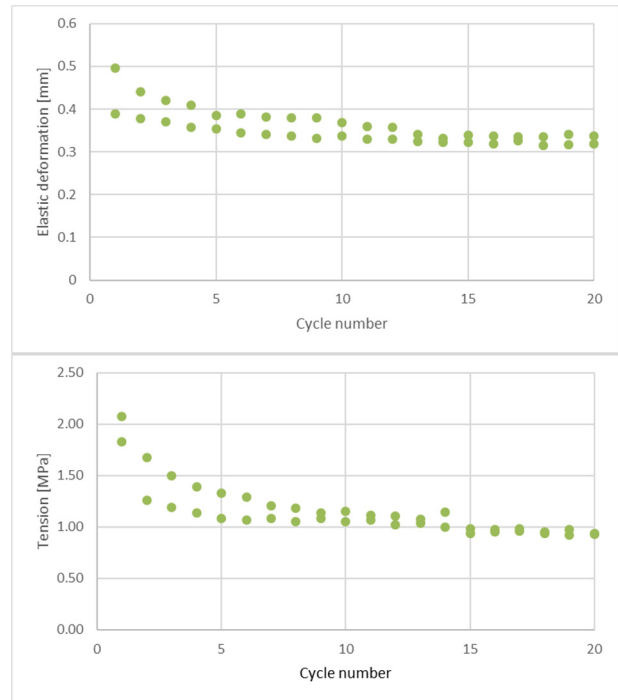 0.6
0.5
0.4
0.3
0.2
0.1
0
Elastic deformation [mm]
0 5 10 15 20
Cycle number
2.50
2.00
1.50
1.00
0.50
0.00
Tension [MPa]
0 5 10 15 20
Cycle number